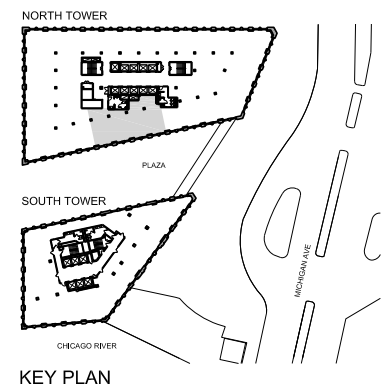 NORTH TOWER
PLAZA
SOUTH TOWER
MICHIGAN AVE
CHICAGO RIVER
KEY PLAN